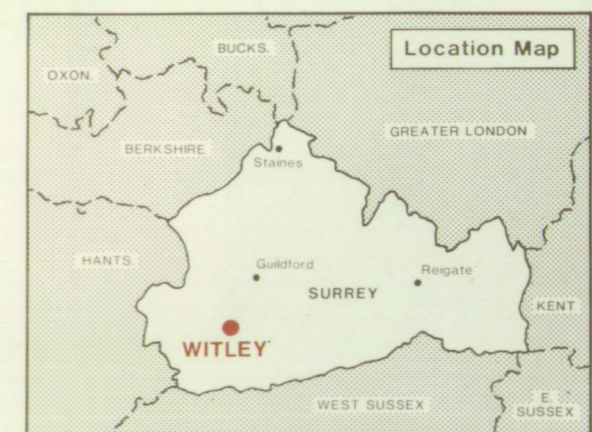 BUCKS.
Location Map
OXON.
GREATER LONDON
BERKSHIRE
Staines
HANTS.
Guildford
Reigate
SURREY
KENT
WITLEY
WEST SUSSEX
E.
SUSSEX